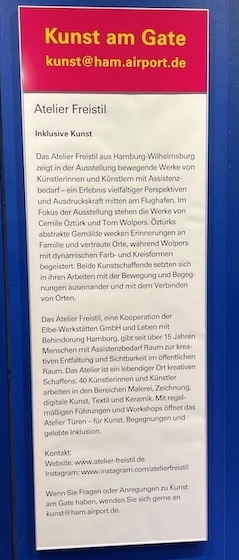 Kunst am Gate
kunst@ham.airport.de
Atelier Freistil
Inklusive Kunst
Das Atelier Freistil aus Hamburg-Wilhelmsburg
zeigt in der Ausstellung bewegende Werke von
Künstlerinnen und Künstlern mit Assistenz-
bedarf – ein Erlebnis vielfältiger Perspektiven
und Ausdruckskraft mitten am Flughafen. Im
Fokus der Ausstellung stehen die Werke von
Cemile Öztürk und Tom Wolpers. Öztürks
abstrakte Gemälde wecken Erinnerungen an
Familie und vertraute Orte, während Wolpers
mit dynamischen Farb- und Kreisformen
begeistert. Beide Kunstschaffende setzten sich
in ihren Arbeiten mit der Bewegung und Begeg-
nungen auseinander und mit dem Verbinden
von Orten.
Das Atelier Freistil, eine Kooperation der
Elbe-Werkstätten GmbH und Leben mit
Behinderung Hamburg, gibt seit über 15 Jahren
Menschen mit Assistenzbedarf Raum zur krea-
tiven Entfaltung und Sichtbarkeit im öffentlichen
Raum. Das Atelier ist ein lebendiger Ort kreativen
Schaffens: 40 Künstlerinnen und Künstler
arbeiten in den Bereichen Malerei, Zeichnung,
digitale Kunst, Textil und Keramik. Mit regel-
mäßigen Führungen und Workshops öffnet das
Atelier Türen – für Kunst, Begegnungen und
gelebte Inklusion.
Kontakt:
Website: www.atelier-freistil.de
Instagram: www.instagram.com/atelierfreistil
Wenn Sie Fragen oder Anregungen zu Kunst
am Gate haben, wenden Sie sich gerne an
kunst@ham.airport.de.